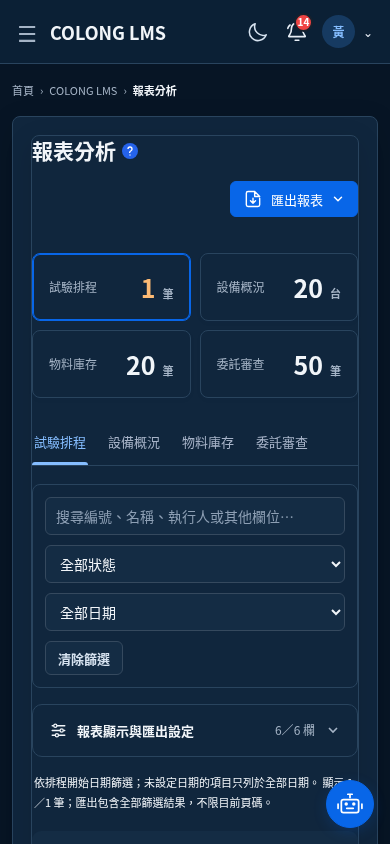 COLONG LMS
14
黃
首頁 › COLONG LMS › 報表分析
報表分析 ?
匯出報表
試驗排程 1 筆
設備概況 20 台
物料庫存 20 筆
委託審查 50 筆
試驗排程 設備概況 物料庫存 委託審查
搜尋編號、名稱、執行人或其他欄位⋯
全部狀態
全部日期
清除篩選
報表顯示與匯出設定 6／6 欄
依排程開始日期篩選；未設定日期的項目只列於全部日期。 顯示
／1 筆；匯出包含全部篩選結果，不限目前頁碼。